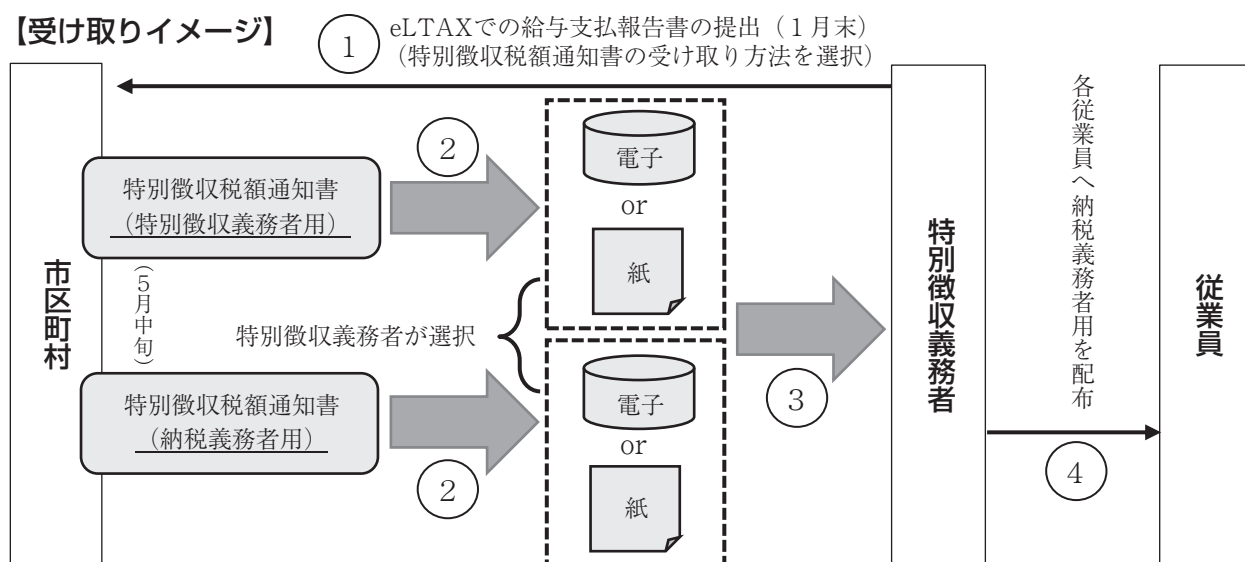 【受け取りイメージ】
① eLTAXでの給与支払報告書の提出（１月末）
（特別徴収税額通知書の受け取り方法を選択）
市区町村
特別徴収税額通知書
（特別徴収義務者用）
（５月中旬）
特別徴収税額通知書
（納税義務者用）
②
②
特別徴収義務者が選択
電子
or
紙
電子
or
紙
③
特別徴収義務者
各従業員へ納税義務者用を配布
④
従業員